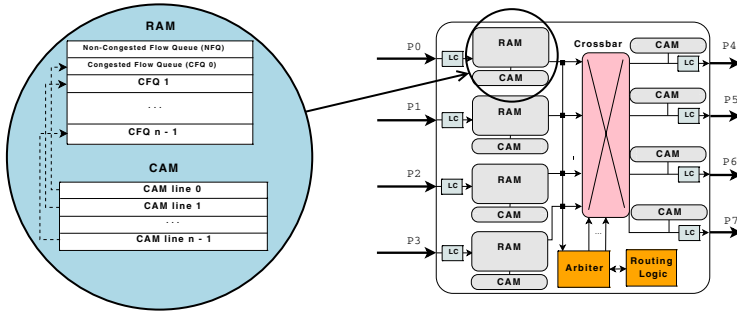 RAM
Non-Congested Flow Queue (NFQ)
Congested Flow Queue (CFQ 0)
CFQ 1
...
CFQ n - 1
CAM
CAM line 0
CAM line 1
...
CAM line n - 1
P0
LC
RAM
CAM
P1
LC
RAM
CAM
P2
LC
RAM
CAM
P3
LC
RAM
CAM
Crossbar
...
Arbiter
Routing
Logic
CAM
LC
P4
CAM
LC
P5
CAM
LC
P6
CAM
LC
P7